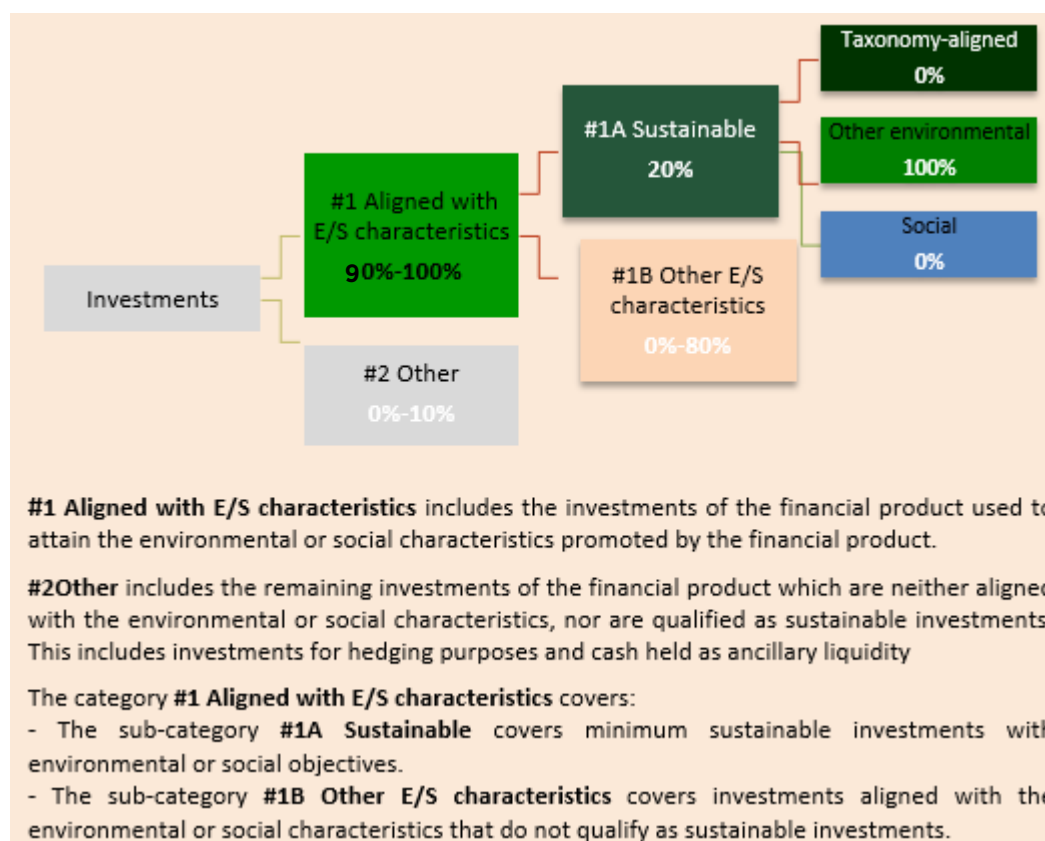 Taxonomy-aligned
0%
#1A Sustainable
20%
Other environmental
100%
#1 Aligned with
E/S characteristics
90%-100%
Social
0%
#1B Other E/S
characteristics
0%-80%
Investments
#2 Other
0%-10%
#1 Aligned with E/S characteristics includes the investments of the financial product used to
attain the environmental or social characteristics promoted by the financial product.
#2Other includes the remaining investments of the financial product which are neither aligned
with the environmental or social characteristics, nor are qualified as sustainable investments
This includes investments for hedging purposes and cash held as ancillary liquidity
The category #1 Aligned with E/S characteristics covers:
- The sub-category #1A Sustainable covers minimum sustainable investments with
environmental or social objectives.
- The sub-category #1B Other E/S characteristics covers investments aligned with the
environmental or social characteristics that do not qualify as sustainable investments.